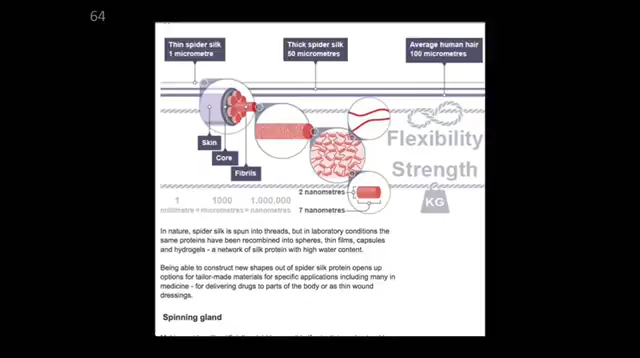 64
Thin spider silk
1 micrometre
Thick spider silk
50 micrometres
Average human hair
100 micrometres
Skin
Core
Fibrils
Flexibility
Strength
KG
2 nanometres
7 nanometres
1 1000 1,000,000
millimetre = micrometres = nanometres
In nature, spider silk is spun into threads, but in laboratory conditions the
same proteins have been recombined into spheres, thin films, capsules
and hydrogels - a network of silk protein with high water content.
Being able to construct new shapes out of spider silk protein opens up
options for tailor-made materials for specific applications including many in
medicine - for delivering drugs to parts of the body or as thin wound
dressings.
Spinning gland